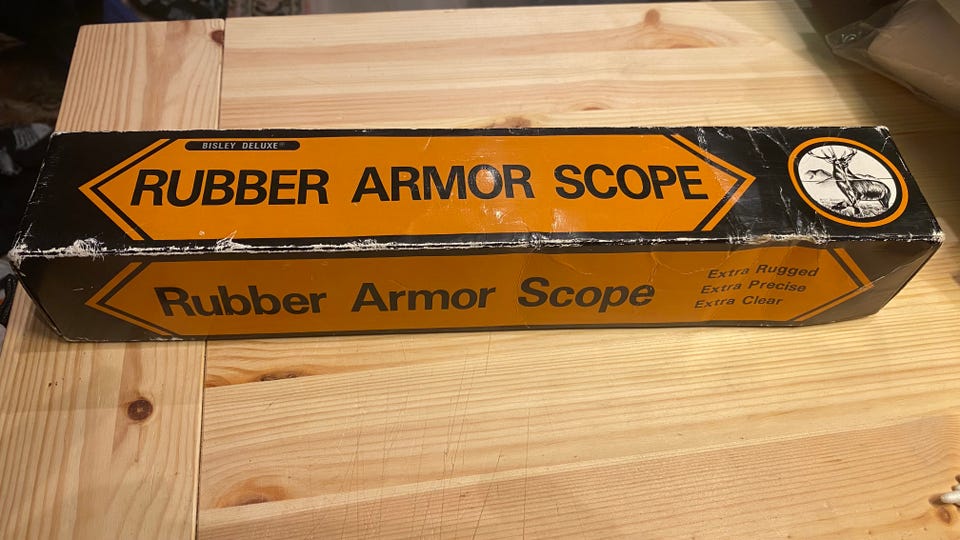 BISLEY DELUXE®
RUBBER ARMOR SCOPE
Rubber Armor Scope
Extra Rugged
Extra Precise
Extra Clear